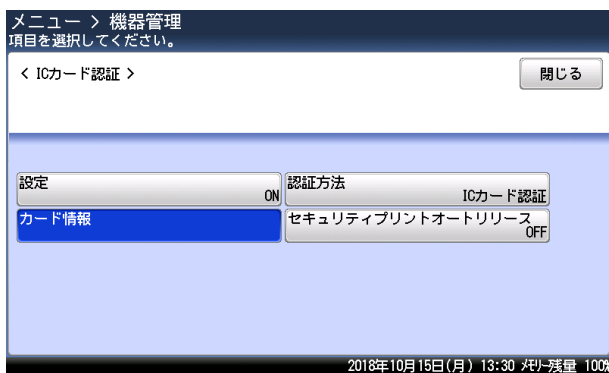 メニュー > 機器管理
項目を選択してください。
< ICカード認証 >
閉じる
設定
ON
認証方法
ICカード認証
カード情報
セキュリティプリントオートリリース
OFF
2018年10月15日(月) 13:30 ﾒﾓﾘｰ残量 100%